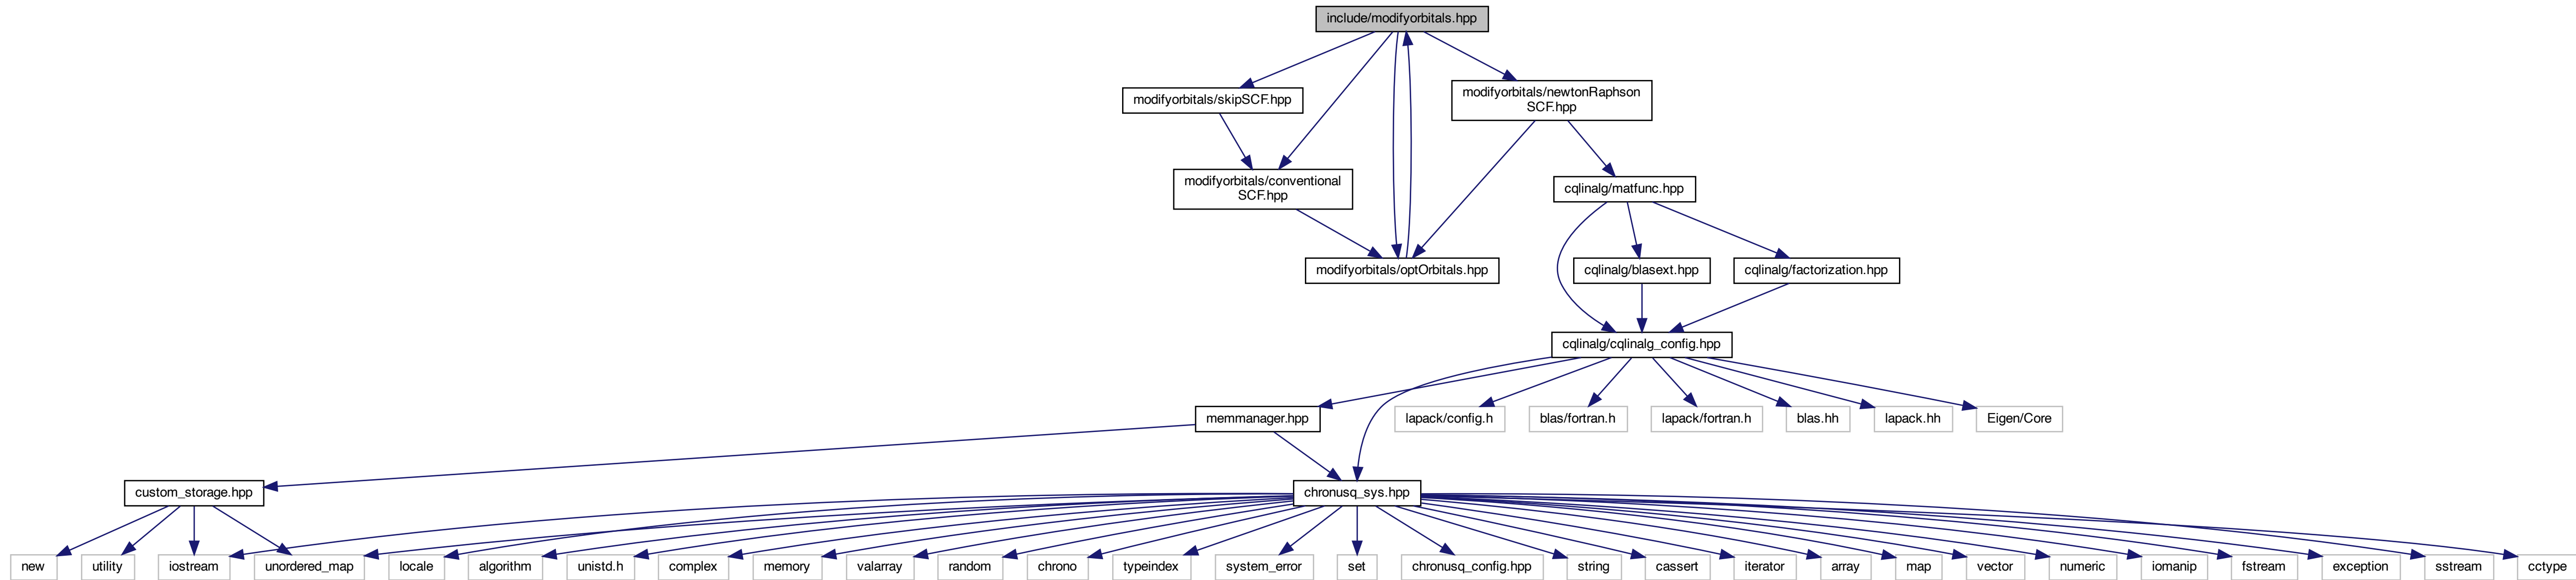 include/modifyorbitals.hpp
modifyorbitals/skipSCF.hpp
modifyorbitals/newtonRaphson
SCF.hpp
modifyorbitals/conventional
SCF.hpp
cqlinalg/matfunc.hpp
modifyorbitals/optOrbitals.hpp
cqlinalg/blasext.hpp
cqlinalg/factorization.hpp
cqlinalg/cqlinalg_config.hpp
memmanager.hpp
lapack/config.h
blas/fortran.h
lapack/fortran.h
blas.hh
lapack.hh
Eigen/Core
custom_storage.hpp
chronusq_sys.hpp
new
utility
iostream
unordered_map
locale
algorithm
unistd.h
complex
memory
valarray
random
chrono
typeindex
system_error
set
chronusq_config.hpp
string
cassert
iterator
array
map
vector
numeric
iomanip
fstream
exception
sstream
cctype